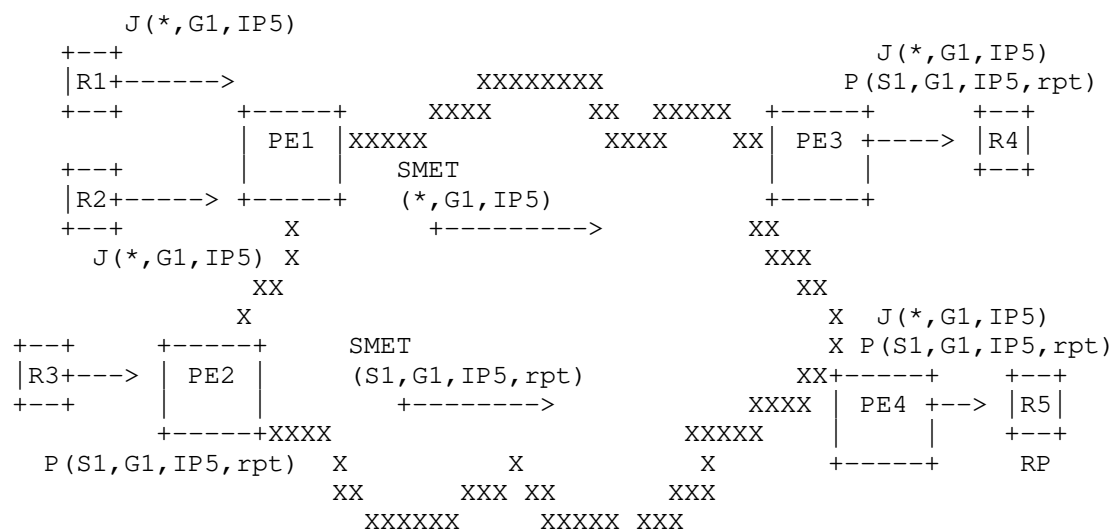 J(*,G1,IP5)
R1
J(*,G1,IP5)
P(S1,G1,IP5,rpt)
PE1
PE3
R4
SMET
(*,G1,IP5)
R2
J(*,G1,IP5)
J(*,G1,IP5)
P(S1,G1,IP5,rpt)
SMET
R3
PE2
(S1,G1,IP5,rpt)
PE4
R5
P(S1,G1,IP5,rpt)
RP